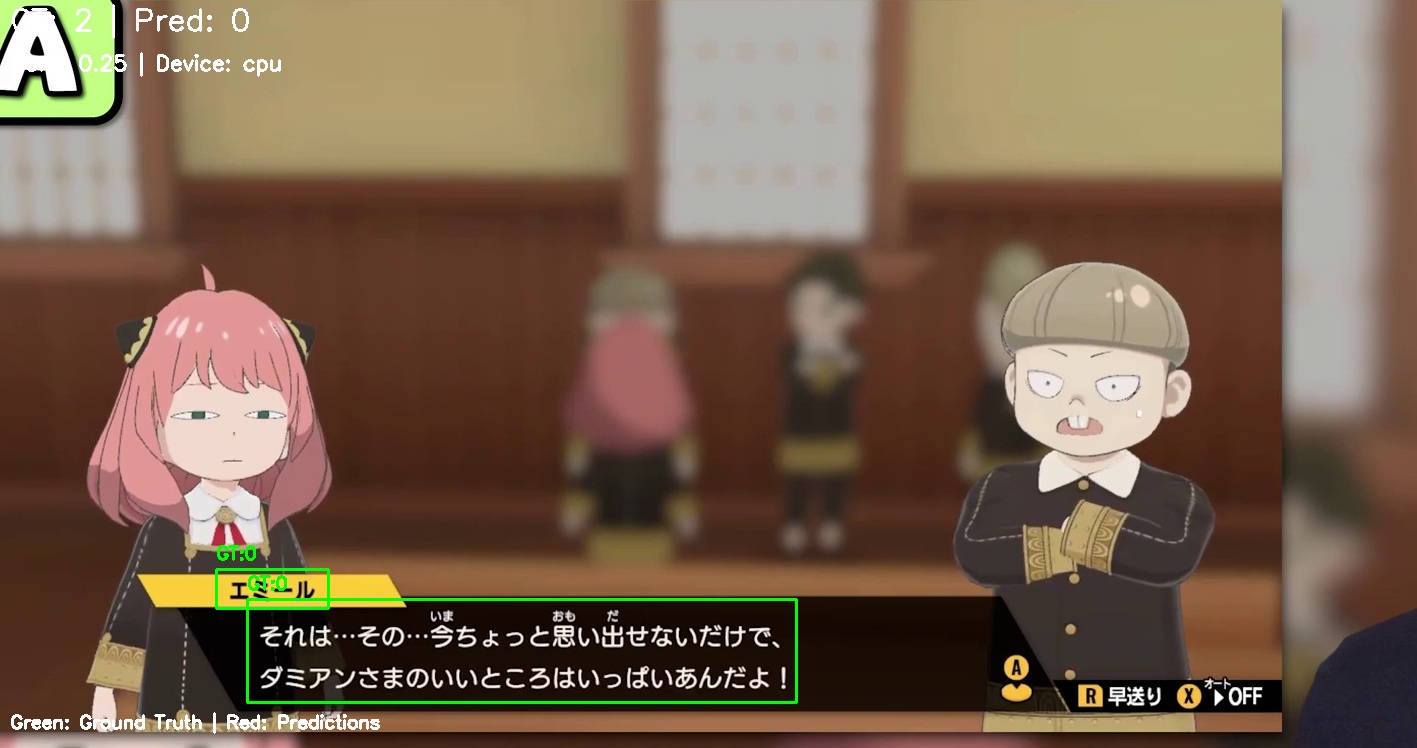 GT: 2 | Pred: 0
0.25 | Device: cpu
A
GT:0
GT:0
エミール
それは…その…今ちょっと思い出せないだけで、
いま おも だ
ダミアンさまのいいところはいっぱいあんだよ！
A
R 早送り X オート OFF
Green: Ground Truth | Red: Predictions